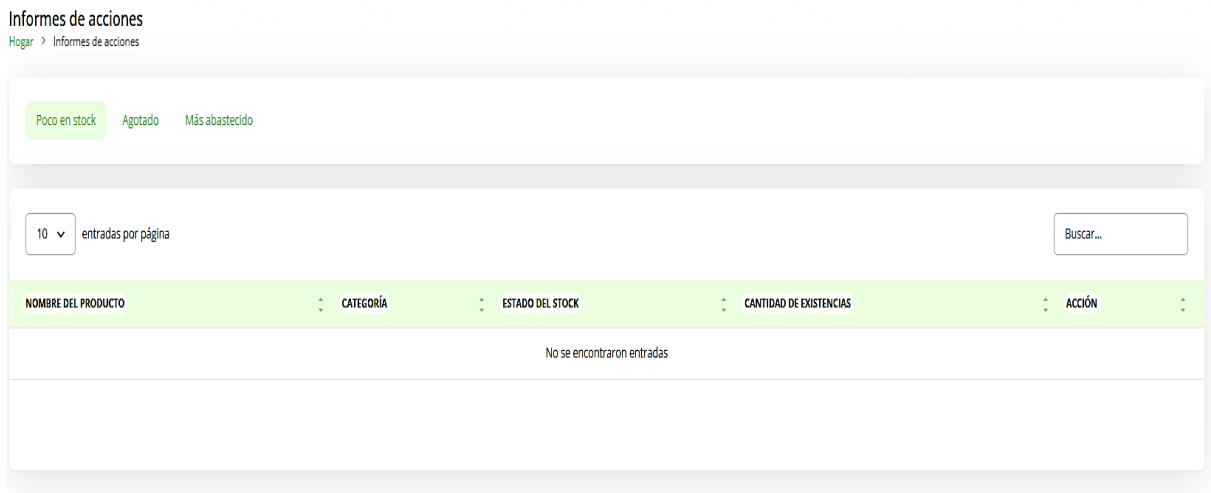 Informes de acciones
Hogar > Informes de acciones
Poco en stock Agotado Más abastecido
10 entradas por página Buscar...
NOMBRE DEL PRODUCTO CATEGORÍA ESTADO DEL STOCK CANTIDAD DE EXISTENCIAS ACCIÓN
No se encontraron entradas